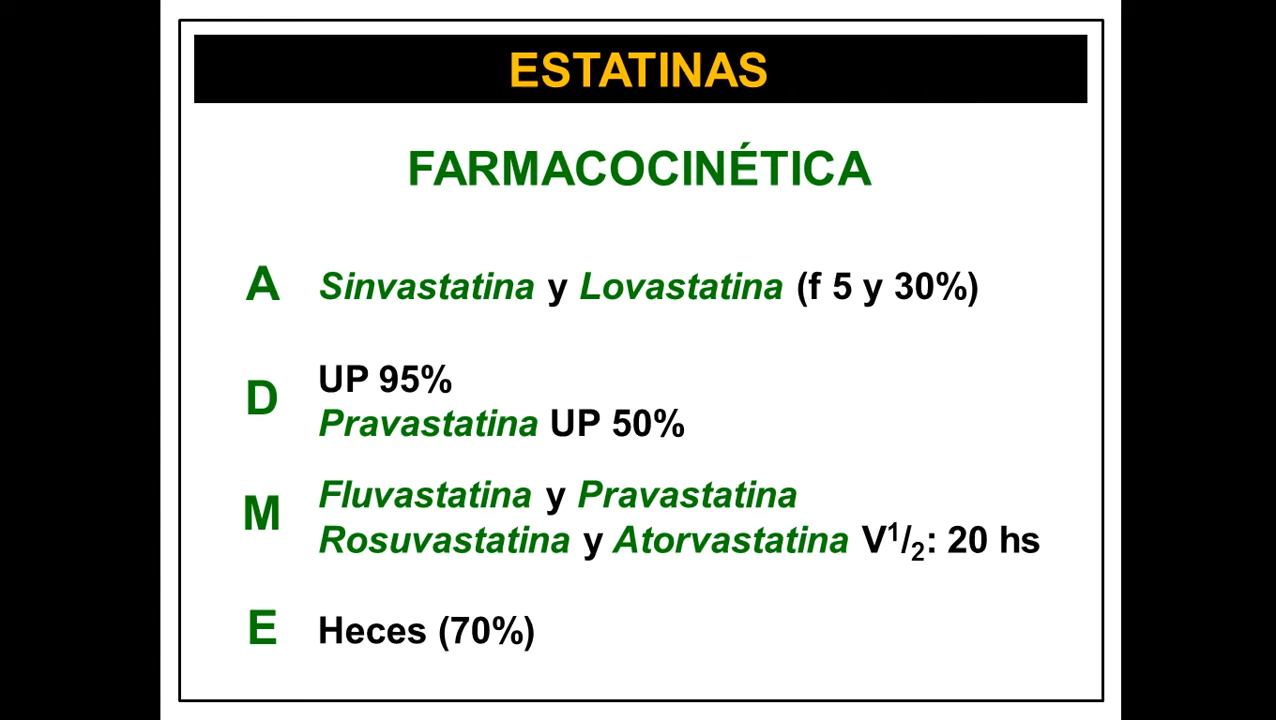 ESTATINAS
FARMACOCINÉTICA
A Sinvastatina y Lovastatina (f 5 y 30%)
D
UP 95%
Pravastatina UP 50%
M
Fluvastatina y Pravastatina
Rosuvastatina y Atorvastatina V1/2: 20 hs
E Heces (70%)